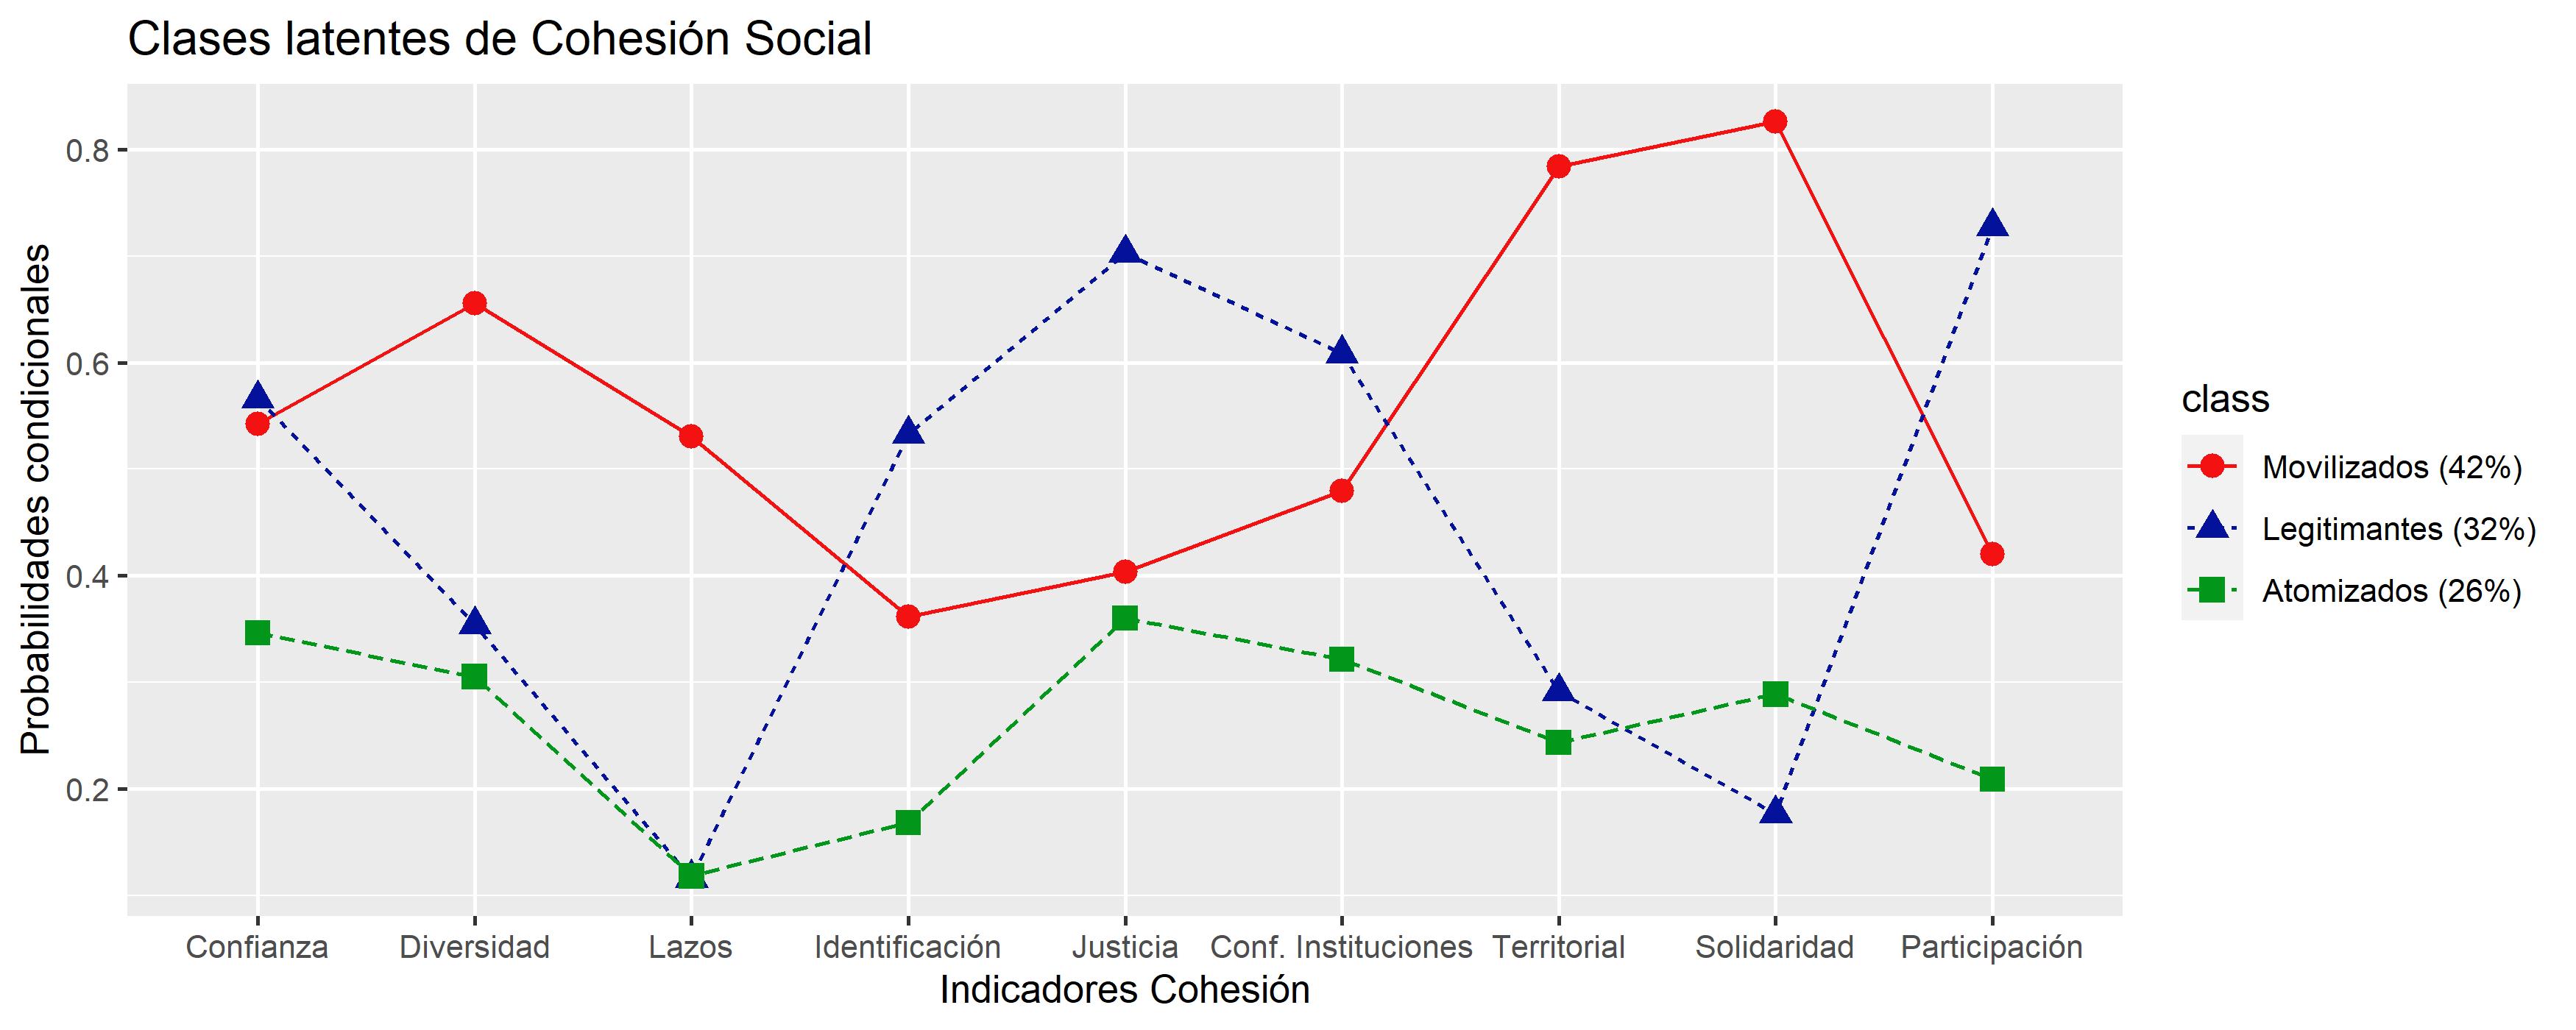 Clases latentes de Cohesión Social
Probabilidades condicionales
0.8
0.6
0.4
0.2
Confianza Diversidad Lazos Identificación Justicia Conf. Instituciones Territorial Solidaridad Participación
Indicadores Cohesión
class
Movilizados (42%)
Legitimantes (32%)
Atomizados (26%)